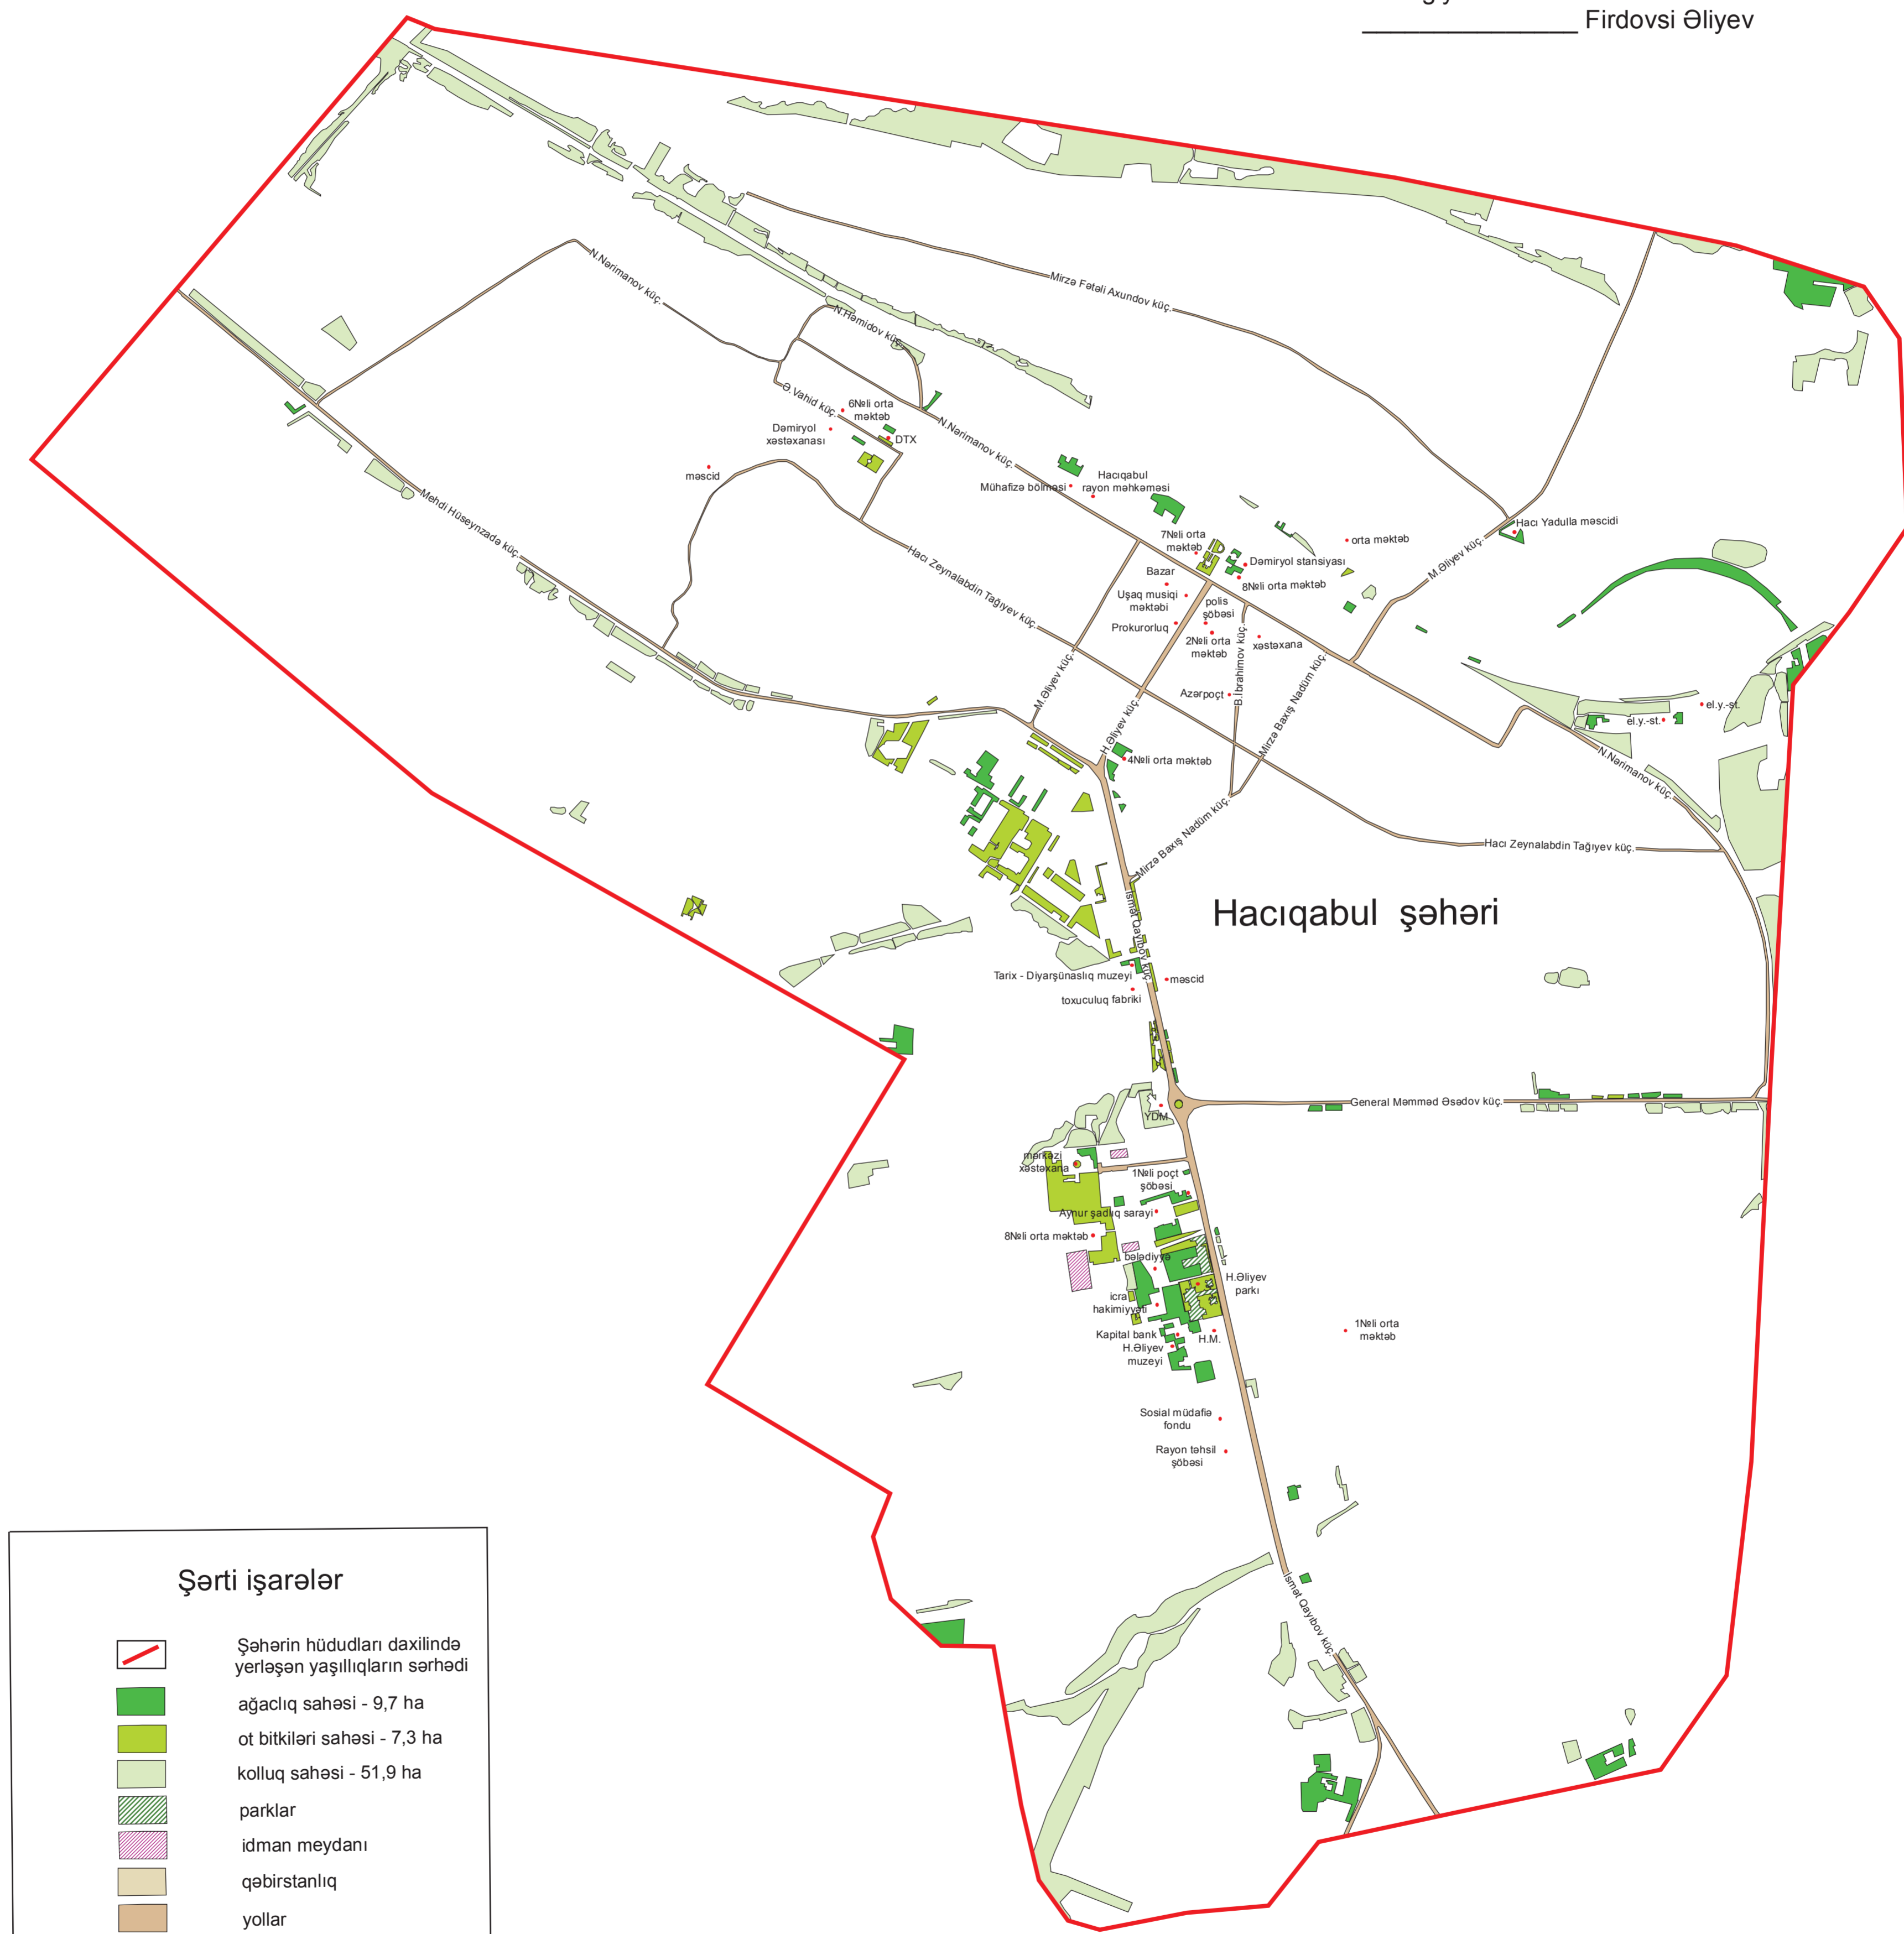 Firdovsi Əliyev
Mirzə Fətəli Axundov küç.
N.Nərimanov küç.
N.Həmidov küç.
Ə.Vahid küç.
6№li orta
məktəb
Dəmiryol
xəstəxanası
DTX
N.Nərimanov küç.
məscid
Mühafizə bölməsi
Hacıqabul
rayon məhkəməsi
Mehdi Hüseynzadə küç.
Hacı Zeynalabdin Tağıyev küç.
7№li orta
məktəb
orta məktəb
Hacı Yadulla məscidi
Dəmiryol stansiyası
8№li orta məktəb
M.Əliyev küç.
Bazar
Uşaq musiqi
məktəbi
polis
şöbəsi
Prokurorluq
2№li orta
məktəb
xəstəxana
B.İbrahimov küç.
Mirzə Baxış Nadüm küç.
M.Əliyev küç.
Azərpoçt
H.Əliyev küç.
el.y.-st.
el.y.-st.
4№li orta məktəb
N.Nərimanov küç.
Mirzə Baxış Nadüm küç.
Hacı Zeynalabdin Tağıyev küç.
Hacıqabul şəhəri
İsmət Qayıbov küç.
Tarix - Diyarşünaslıq muzeyi
məscid
toxuculuq fabriki
YDM
General Məmməd Əsədov küç.
mərkəzi
xəstəxana
1№li poçt
şöbəsi
Aynur şadlıq sarayi
8№li orta məktəb
bələdiyyə
H.Əliyev
parkı
icra
hakimiyyəti
Kapital bank
H.M.
H.Əliyev
muzeyi
1№li orta
məktəb
Sosial müdafiə
fondu
Rayon təhsil
şöbəsi
İsmət Qayıbov küç.
Şərti işarələr
Şəhərin hüdudları daxilində
yerləşən yaşıllıqların sərhədi
ağaclıq sahəsi - 9,7 ha
ot bitkiləri sahəsi - 7,3 ha
kolluq sahəsi - 51,9 ha
parklar
idman meydanı
qəbirstanlıq
yollar